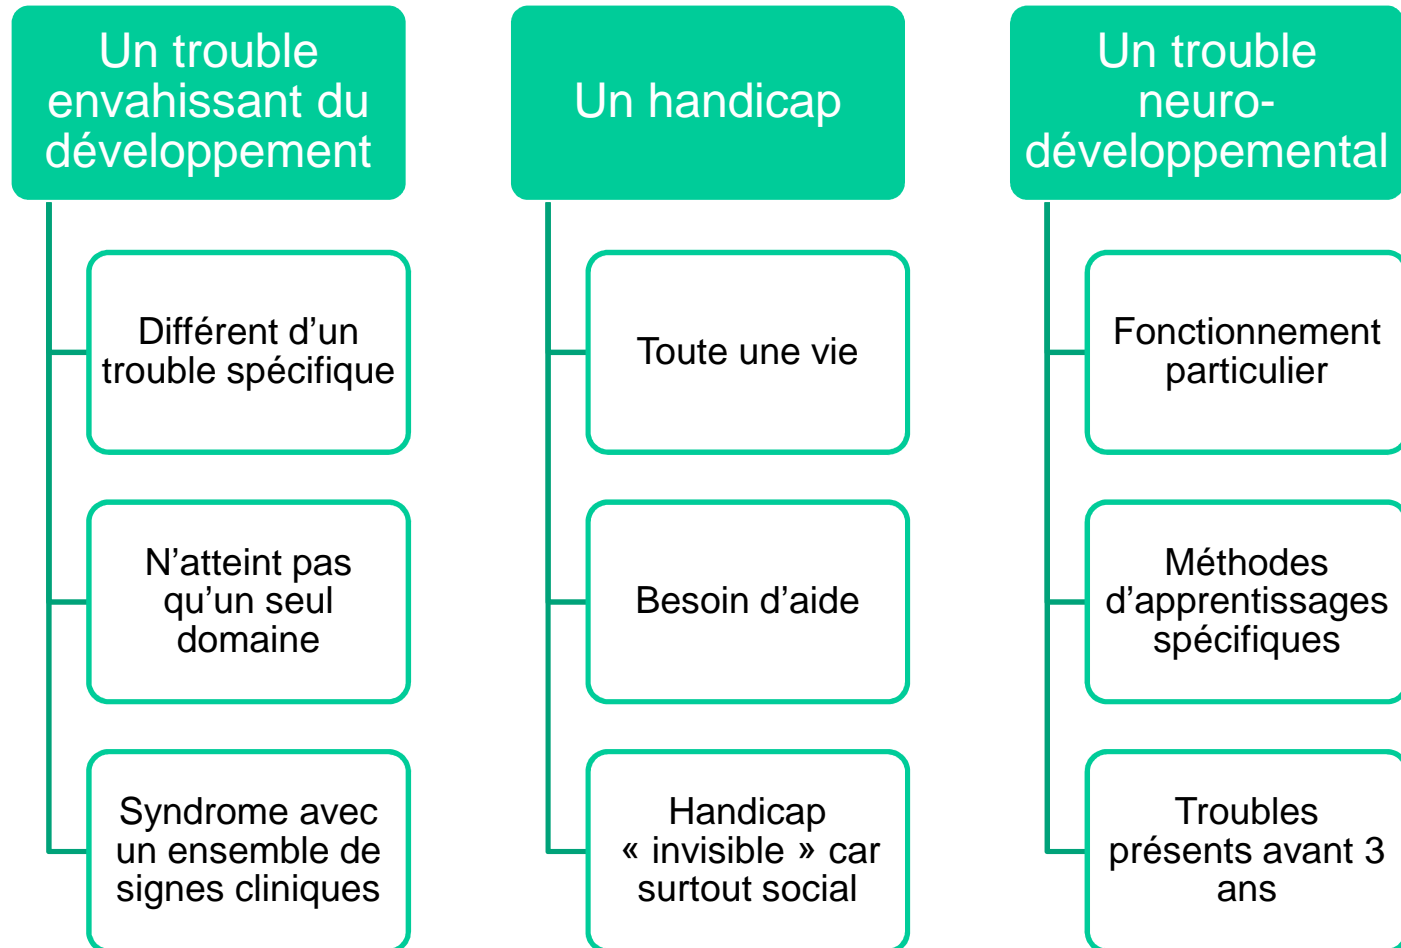 Un trouble
envahissant du
développement
Différent d’un
trouble spécifique
N’atteint pas
qu’un seul
domaine
Syndrome avec
un ensemble de
signes cliniques
Un handicap
Toute une vie
Besoin d’aide
Handicap
« invisible » car
surtout social
Un trouble
neuro-
développemental
Fonctionnement
particulier
Méthodes
d’apprentissages
spécifiques
Troubles
présents avant 3
ans